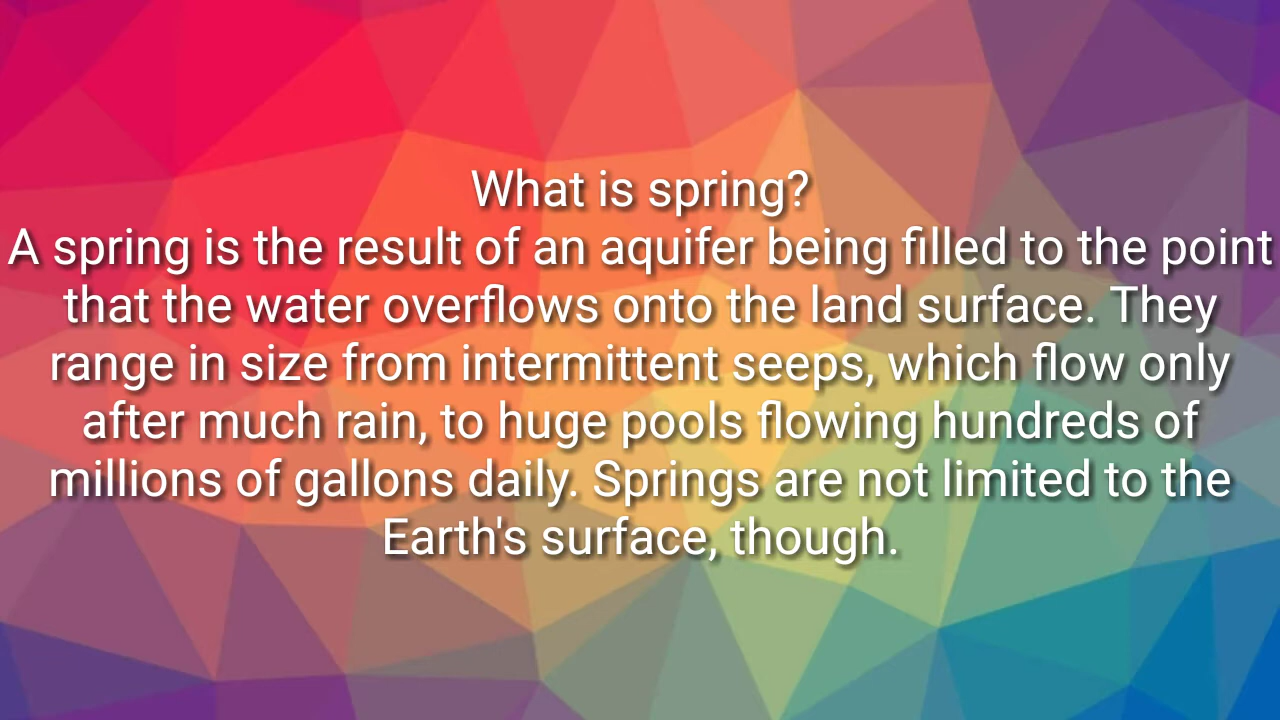 What is spring?
A spring is the result of an aquifer being filled to the point
that the water overflows onto the land surface. They
range in size from intermittent seeps, which flow only
after much rain, to huge pools flowing hundreds of
millions of gallons daily. Springs are not limited to the
Earth's surface, though.